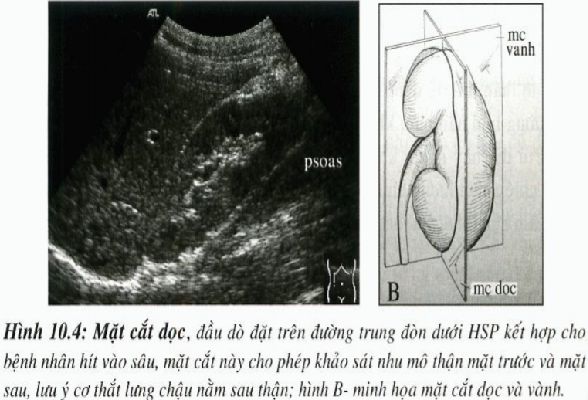 ATL
psoas
mc
vành
mc dọc
B
Hình 10.4: Mặt cắt dọc, đầu dò đặt trên đường trung đòn dưới HSP kết hợp cho
bệnh nhân hít vào sâu, mặt cắt này cho phép khảo sát nhu mô thận mặt trước và mặt
sau, lưu ý cơ thắt lưng chậu nằm sau thận; hình B- minh họa mặt cắt dọc và vành.